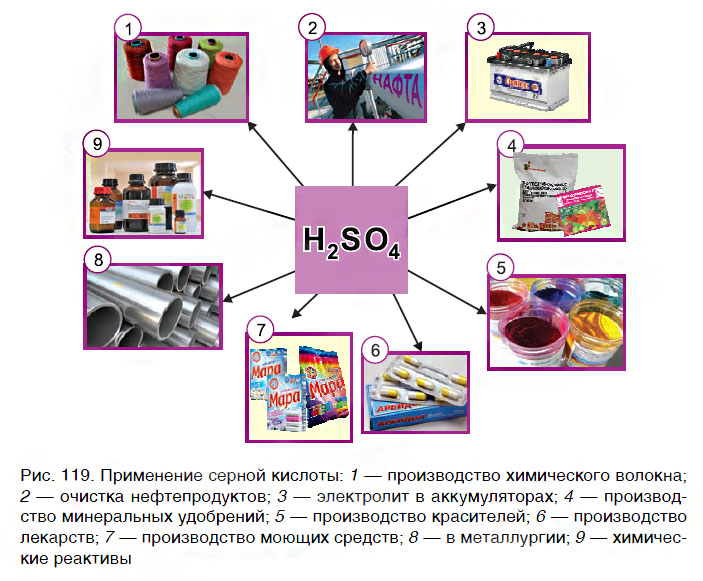 1
2
3
НАФТА
9
4
H₂SO₄
8
5
7
6
Мара
Мара
Мара
АРБИДОЛ
Рис. 119. Применение серной кислоты: 1 — производство химического волокна;
2 — очистка нефтепродуктов; 3 — электролит в аккумуляторах; 4 — производ-
ство минеральных удобрений; 5 — производство красителей; 6 — производство
лекарств; 7 — производство моющих средств; 8 — в металлургии; 9 — химичес-
кие реактивы